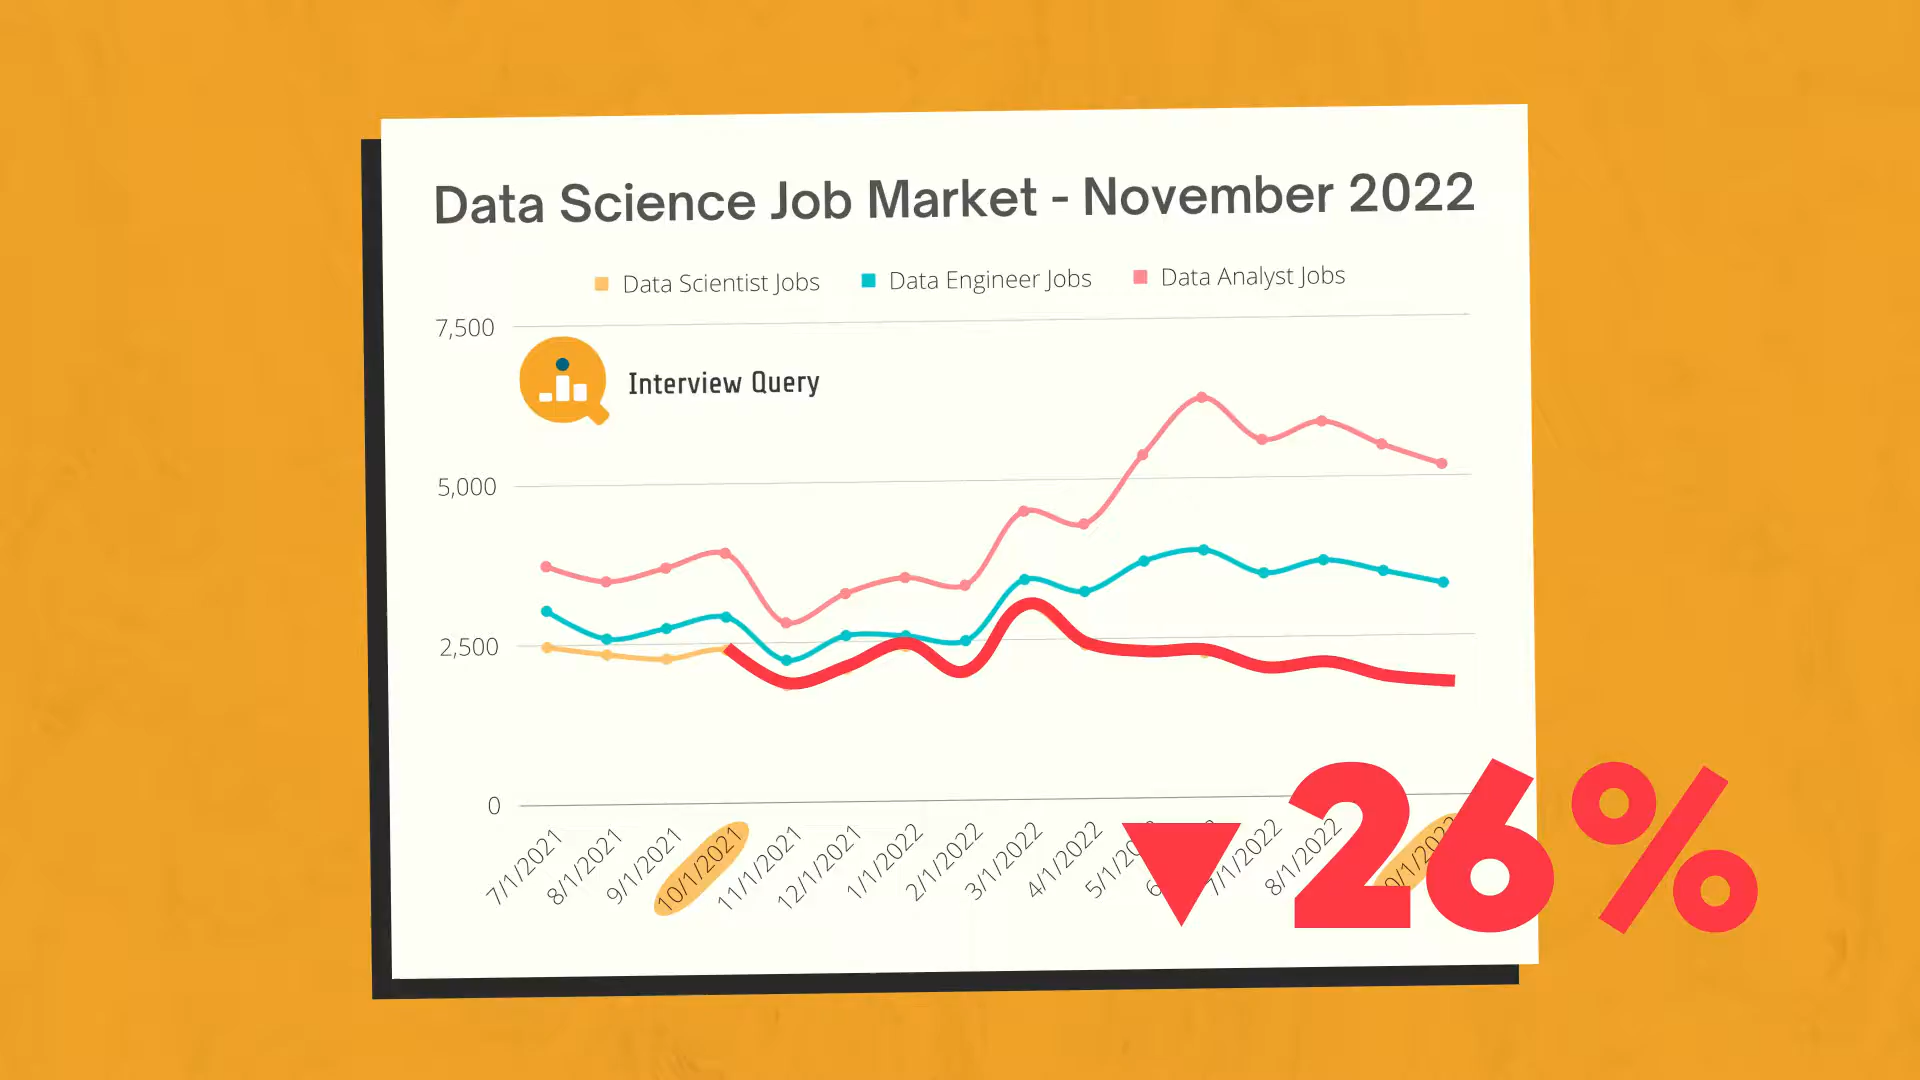 Data Science Job Market - November 2022
Data Scientist Jobs Data Engineer Jobs Data Analyst Jobs
7,500
Interview Query
5,000
2,500
0
7/1/2021 8/1/2021 9/1/2021 10/1/2021 11/1/2021 12/1/2021 1/1/2022 2/1/2022 3/1/2022 4/1/2022 7/1/2022 8/1/2022
26%